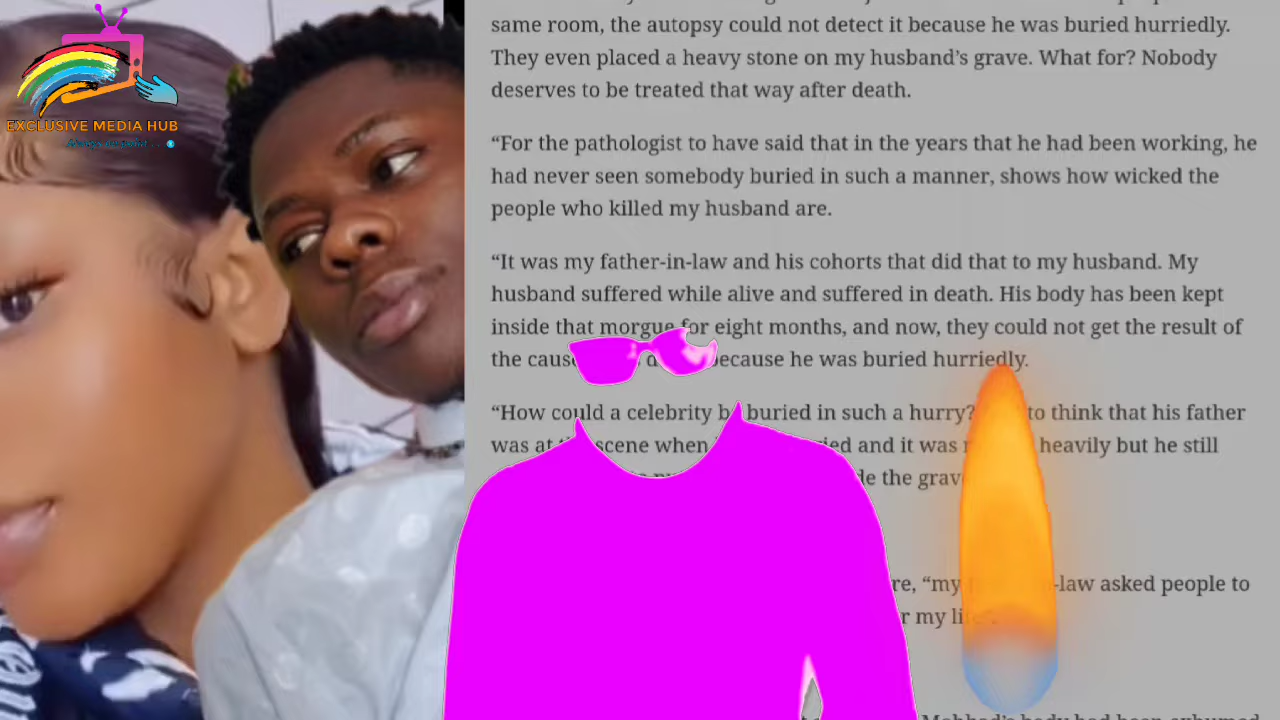 EXCLUSIVE MEDIA HUB
same room, the autopsy could not detect it because he was buried hurriedly.
They even placed a heavy stone on my husband’s grave. What for? Nobody
deserves to be treated that way after death.
“For the pathologist to have said that in the years that he had been working, he
had never seen somebody buried in such a manner, shows how wicked the
people who killed my husband are.
“It was my father-in-law and his cohorts that did that to my husband. My
husband suffered while alive and suffered in death. His body has been kept
inside that morgue for eight months, and now, they could not get the result of
the because he was buried hurriedly.
“How could a celebrity buried in such a hurry? to think that his father
was at scene when and it was heavily but he still
the
“my -law asked people to
my
Mohbad’s body had been exhumed